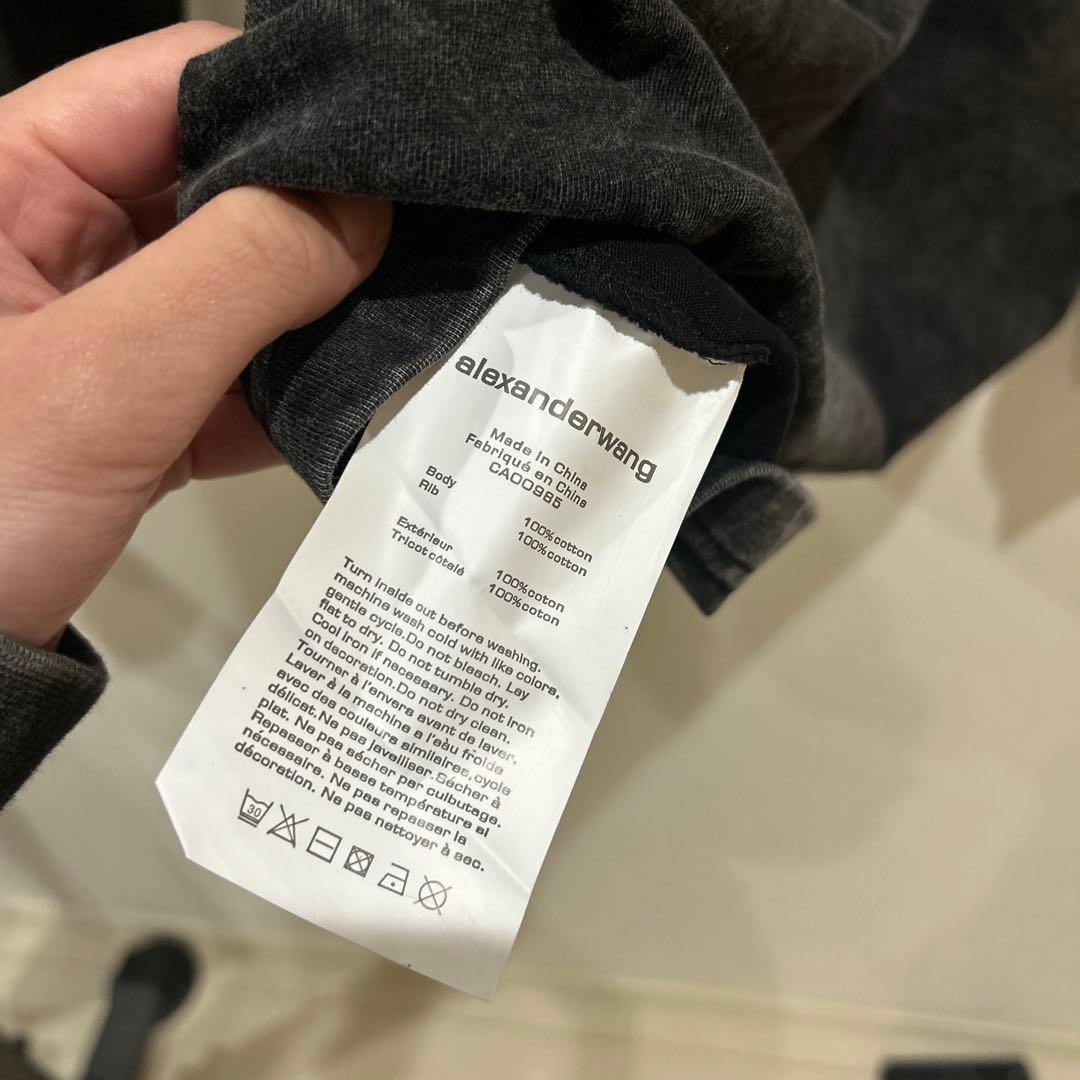 alexanderwang
Made in China
Fabriqué en China
CA00985
Body 100%cotton
Rib 100%cotton
Extérieur 100%coton
Tricot côtelé 100%coton
Turn inside out before washing.
machine wash cold with like colors.
gentle cycle.Do not bleach. Lay
flat to dry. Do not tumble dry.
Cool iron if necessary. Do not iron
on decoration.Do not dry clean.
Tourner à l'envers avant de laver.
Laver à la machine a l'eàu froide
avec des couleurs similaires,cycle
délicat.Ne pas javelliser.Sécher à
plat. Ne pas sécher par culbutage.
Repasser à basse température si
nécessaire. Ne pas repasser la
décoration. Ne pas nettoyer à sec.
30